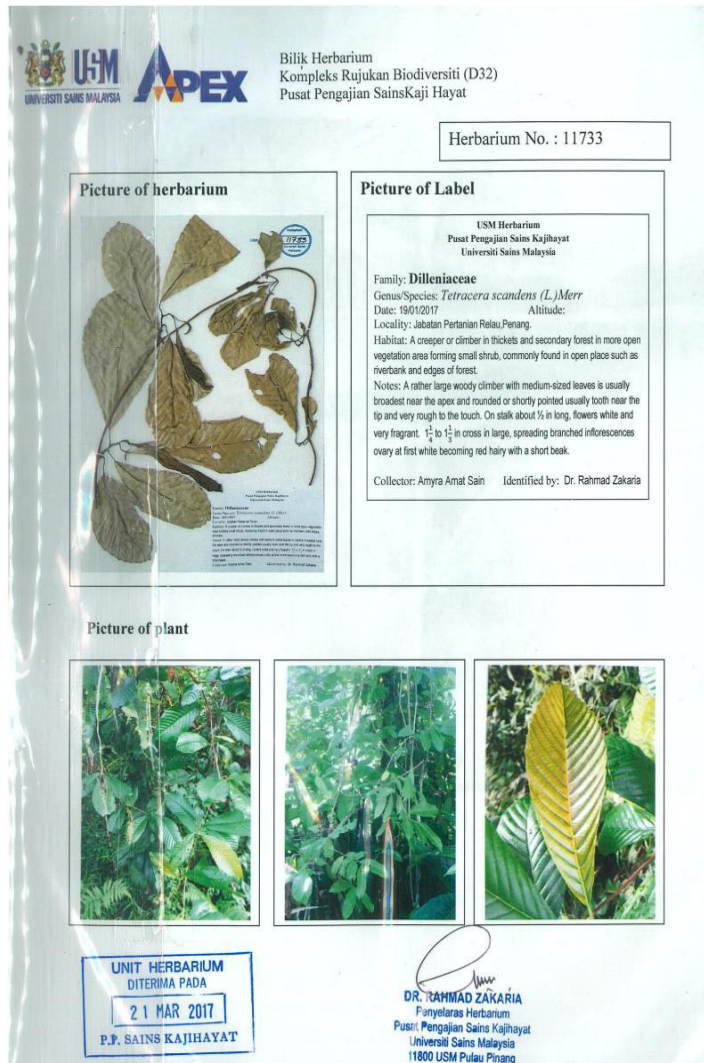 USM
UNIVERSITI SAINS MALAYSIA
APEX
Bilik Herbarium
Kompleks Rujukan Biodiversiti (D32)
Pusat Pengajian SainsKaji Hayat
Herbarium No. : 11733
Picture of herbarium
11733
Family: Dilleniaceae
Picture of Label
USM Herbarium
Pusat Pengajian Sains Kajihayat
Universiti Sains Malaysia
Family: Dilleniaceae
Genus/Species: Tetracera scandens (L.)Merr
Date: 19/01/2017 Altitude:
Locality: Jabatan Pertanian Relau,Penang.
Habitat: A creeper or climber in thickets and secondary forest in more open
vegetation area forming small shrub, commonly found in open place such as
riverbank and edges of forest.
Notes: A rather large woody climber with medium-sized leaves is usually
broadest near the apex and rounded or shortly pointed usually tooth near the
tip and very rough to the touch. On stalk about ½ in long, flowers white and
very fragrant. 1 1/4 to 1 1/3 in cross in large, spreading branched inflorescences
ovary at first white becoming red hairy with a short beak.
Collector: Amyra Amat Sain Identified by: Dr. Rahmad Zakaria
Picture of plant
UNIT HERBARIUM
DITERIMA PADA
21 MAR 2017
P.P. SAINS KAJIHAYAT
DR. RAHMAD ZAKARIA
Penyelaras Herbarium
Pusat Pengajian Sains Kajihayat
Universiti Sains Malaysia
11800 USM Pulau Pinang